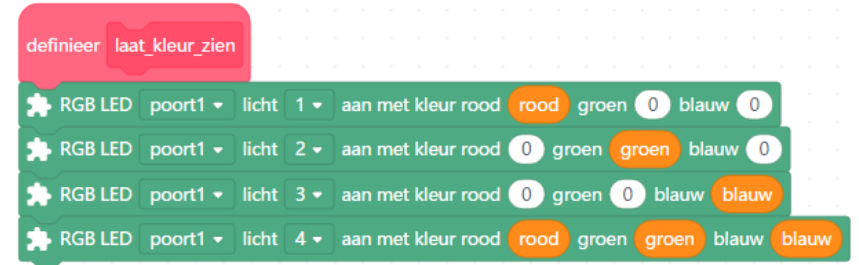 definieer laat_kleur_zien
RGB LED poort1 licht 1 aan met kleur rood rood groen 0 blauw 0
RGB LED poort1 licht 2 aan met kleur rood 0 groen groen blauw 0
RGB LED poort1 licht 3 aan met kleur rood 0 groen 0 blauw blauw
RGB LED poort1 licht 4 aan met kleur rood rood groen groen blauw blauw